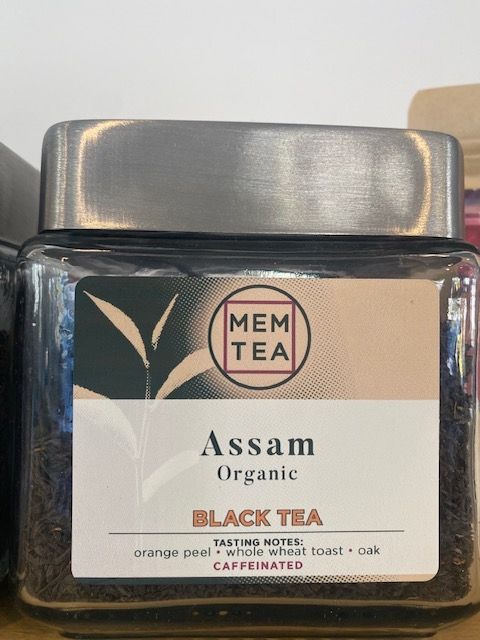 MEM
TEA
Assam
Organic
BLACK TEA
TASTING NOTES:
orange peel • whole wheat toast • oak
CAFFEINATED